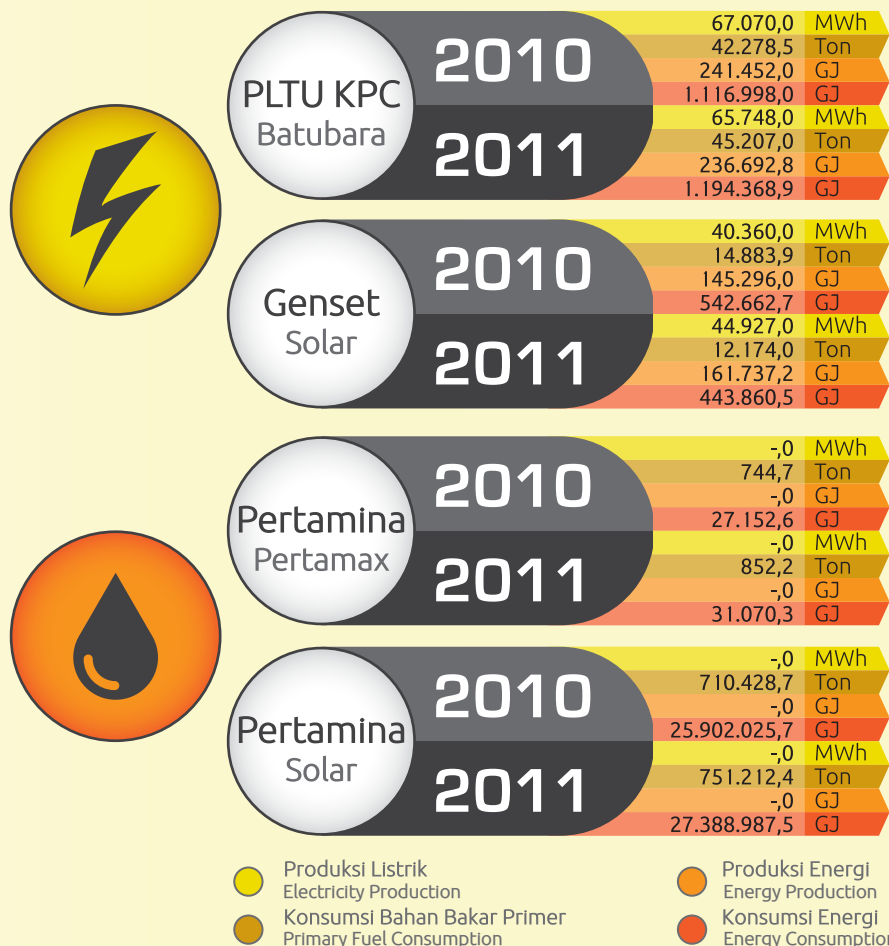 PLTU KPC
Batubara
2010
67.070,0 MWh
42.278,5 Ton
241.452,0 GJ
1.116.998,0 GJ
2011
65.748,0 MWh
45.207,0 Ton
236.692,8 GJ
1.194.368,9 GJ
Genset
Solar
2010
40.360,0 MWh
14.883,9 Ton
145.296,0 GJ
542.662,7 GJ
2011
44.927,0 MWh
12.174,0 Ton
161.737,2 GJ
443.860,5 GJ
Pertamina
Pertamax
2010
-,0 MWh
744,7 Ton
-,0 GJ
27.152,6 GJ
2011
-,0 MWh
852,2 Ton
-,0 GJ
31.070,3 GJ
Pertamina
Solar
2010
-,0 MWh
710.428,7 Ton
-,0 GJ
25.902.025,7 GJ
2011
-,0 MWh
751.212,4 Ton
-,0 GJ
27.388.987,5 GJ
Produksi Listrik
Electricity Production
Konsumsi Bahan Bakar Primer
Primary Fuel Consumption
Produksi Energi
Energy Production
Konsumsi Energi
Energy Consumption